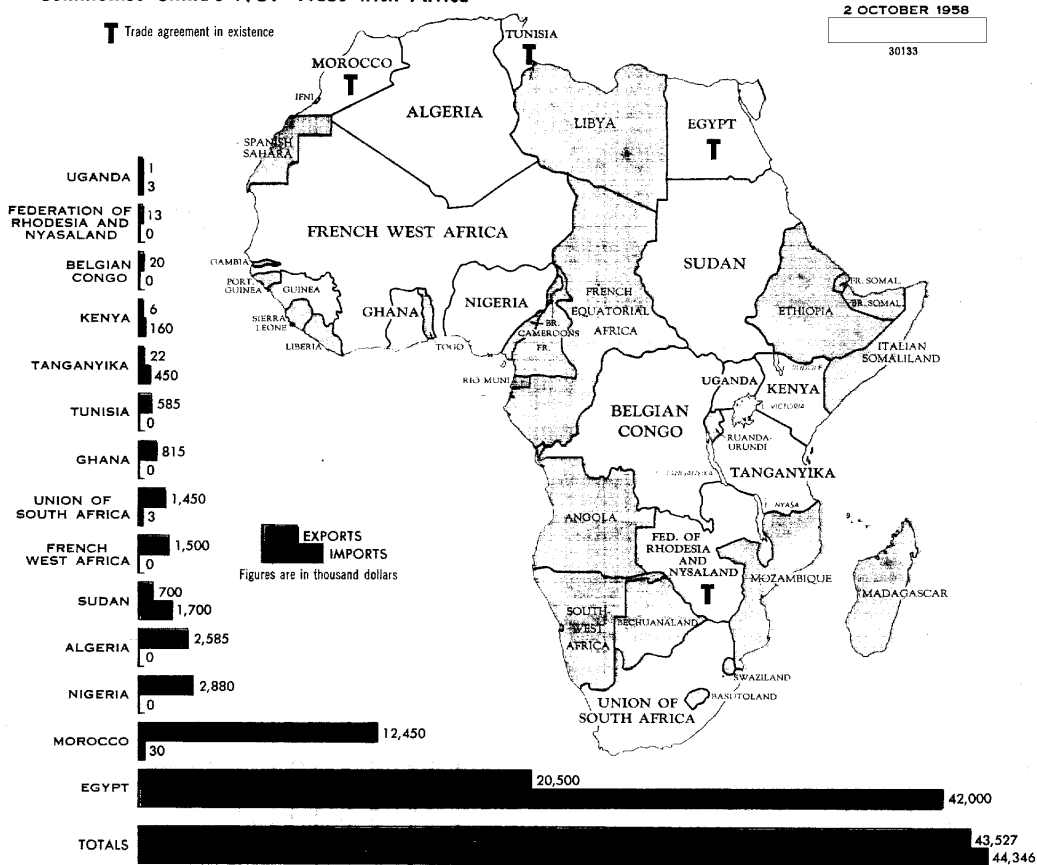 T Trade agreement in existence
2 OCTOBER 1958
30133
TUNISIA
T
MOROCCO
T
IFNI
ALGERIA
LIBYA
EGYPT
T
SPANISH
SAHARA
FRENCH WEST AFRICA
SUDAN
GAMBIA
PORT.
GUINEA
GUINEA
SIERRA
LEONE
LIBERIA
GHANA
TOGO
NIGERIA
BR.
CAMEROONS
FR.
FRENCH
EQUATORIAL
AFRICA
FR. SOMAL.
BR. SOMAL.
ETHIOPIA
ITALIAN
SOMALILAND
RIO MUNI
UGANDA
KENYA
VICTORIA
BELGIAN
CONGO
RUANDA-
URUNDI
TANGANYIKA
NYASA
ANGOLA
FED. OF
RHODESIA
AND
NYSALAND
T
MOZAMBIQUE
MADAGASCAR
SOUTH-
WEST
AFRICA
BECHUANALAND
SWAZILAND
BASUTOLAND
UNION OF
SOUTH AFRICA
UGANDA
1
3
FEDERATION OF
RHODESIA AND
NYASALAND
13
0
BELGIAN
CONGO
20
0
KENYA
6
160
TANGANYIKA
22
450
TUNISIA
585
0
GHANA
815
0
UNION OF
SOUTH AFRICA
1,450
3
FRENCH
WEST AFRICA
1,500
0
SUDAN
700
1,700
ALGERIA
2,585
0
NIGERIA
2,880
0
MOROCCO
12,450
30
EGYPT
20,500
42,000
TOTALS
43,527
44,346
EXPORTS
IMPORTS
Figures are in thousand dollars